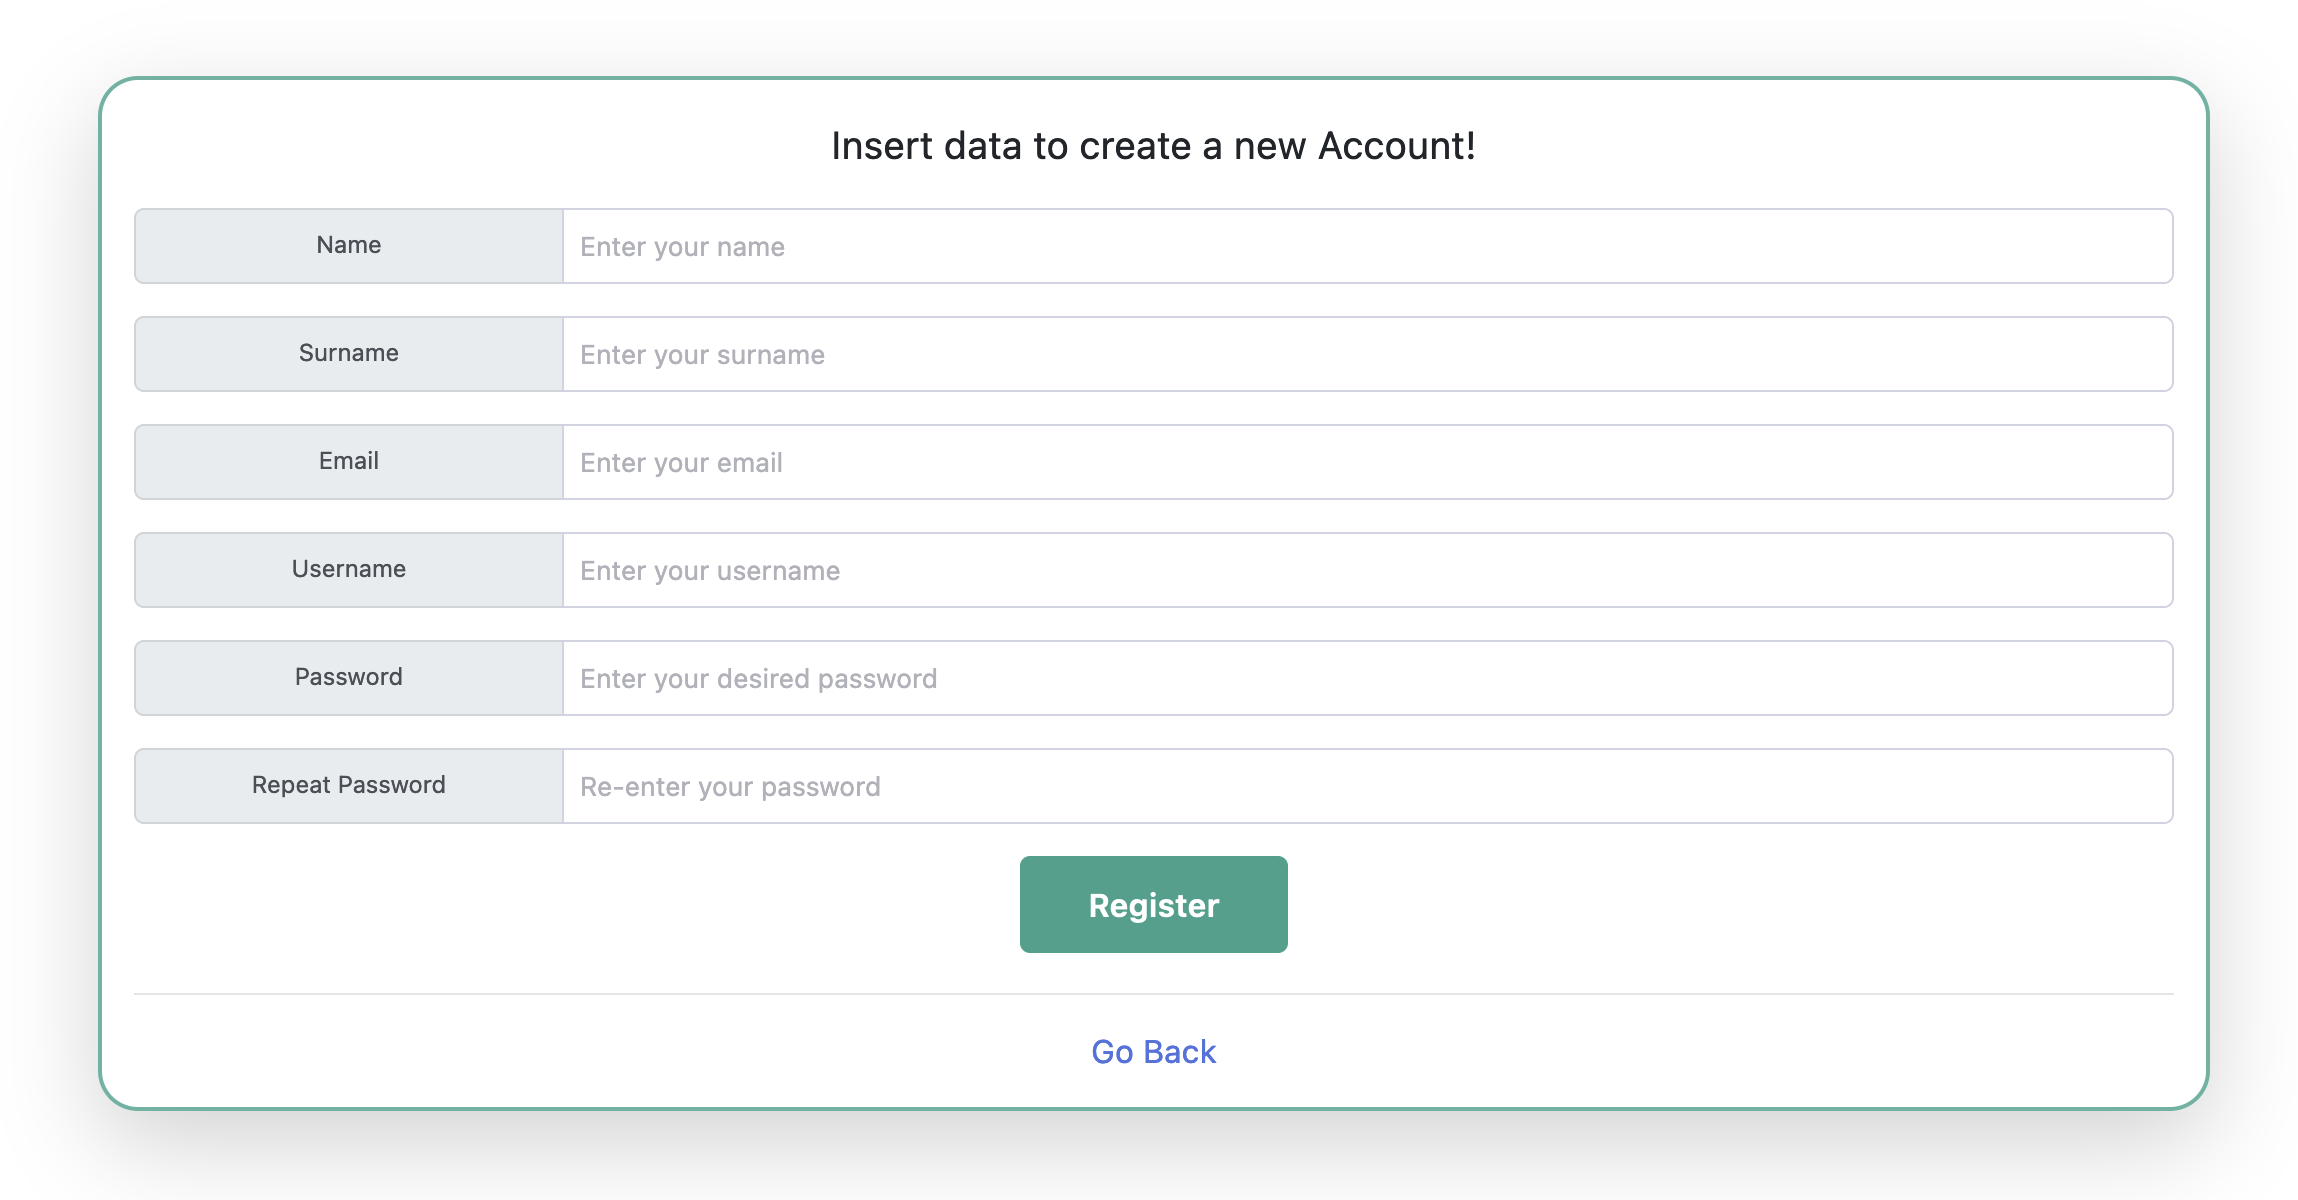 Insert data to create a new Account!
Name
Enter your name
Surname
Enter your surname
Email
Enter your email
Username
Enter your username
Password
Enter your desired password
Repeat Password
Re-enter your password
Register
Go Back